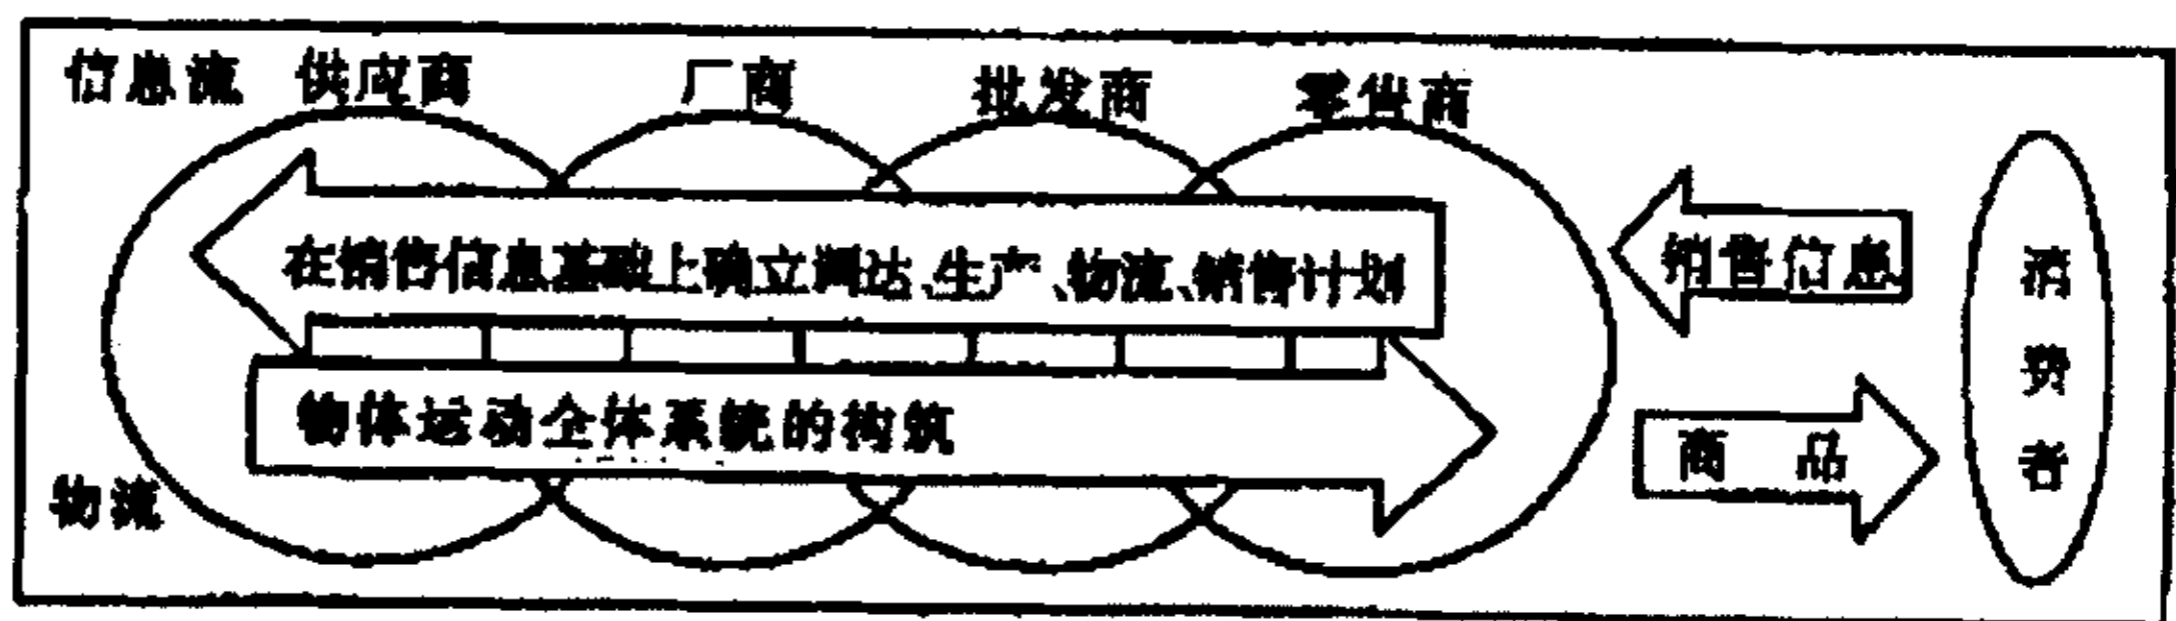 信息流 供应商 厂商 批发商 零售商
在销售信息基础上确立调达、生产、物流、销售计划
销售信息
物体运动全体系统的构筑
商 品
物流
消费者